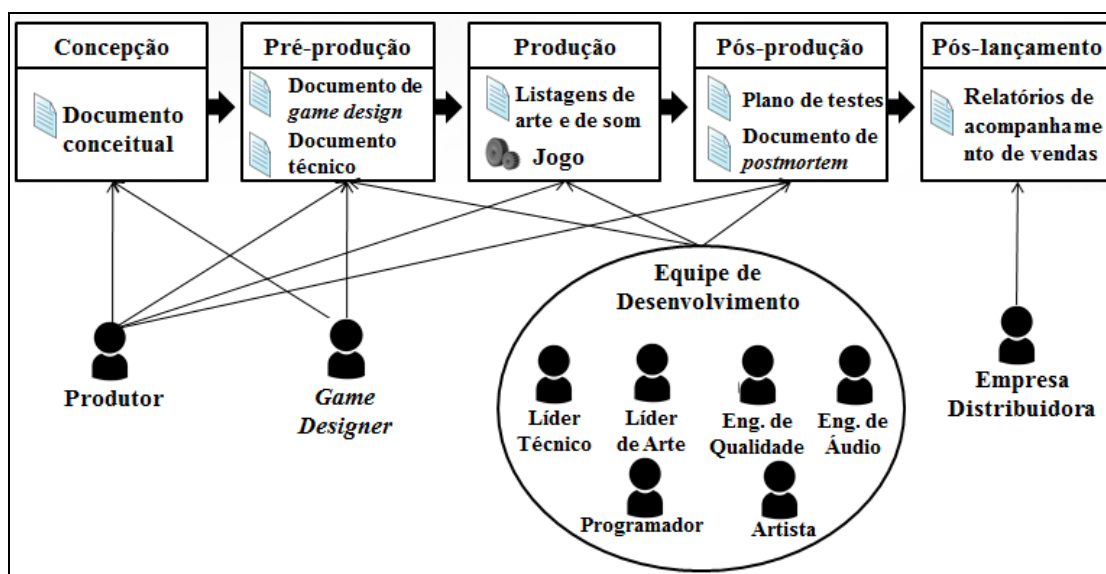 Concepção
Documento
conceitual
Pré-produção
Documento de
game design
Documento
técnico
Produção
Listagens de
arte e de som
Jogo
Pós-produção
Plano de testes
Documento de
postmortem
Pós-lançamento
Relatórios de
acompanhame
nto de vendas
Produtor
Game
Designer
Equipe de
Desenvolvimento
Líder
Técnico
Líder
de Arte
Eng. de
Qualidade
Eng. de
Áudio
Programador
Artista
Empresa
Distribuidora